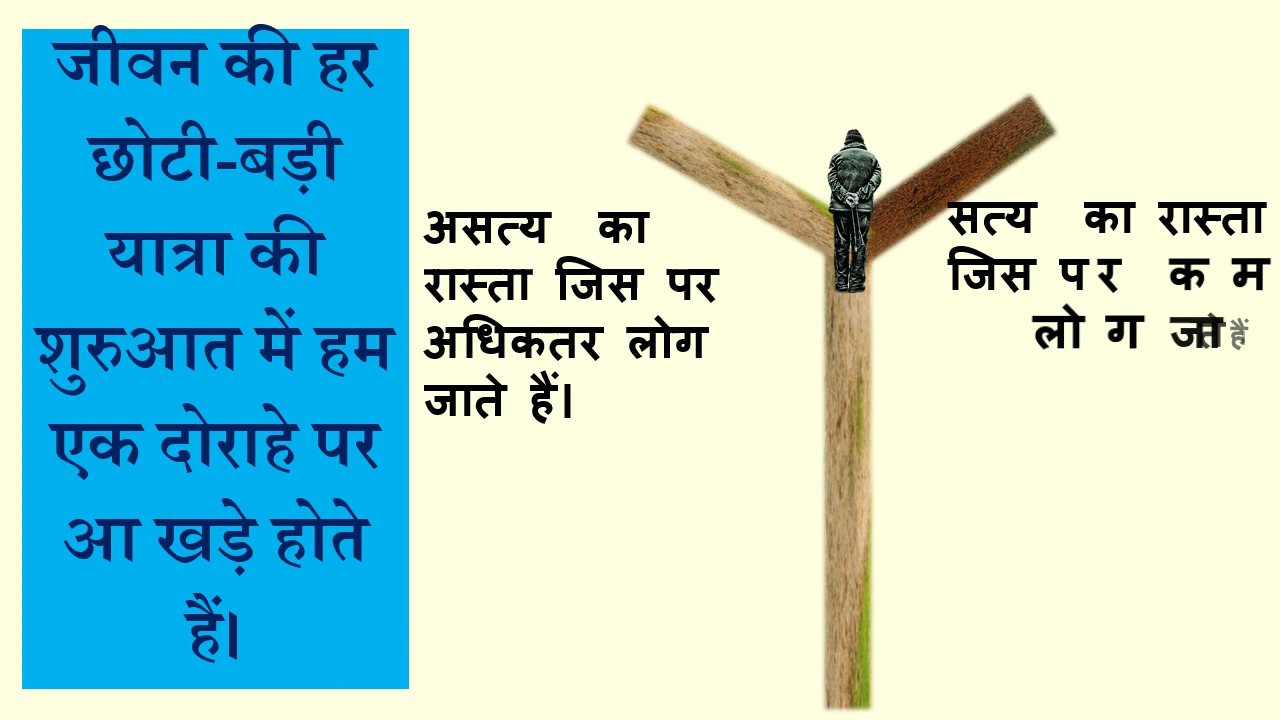 जीवन की हर
छोटी-बड़ी
यात्रा की
शुरुआत में हम
एक दोराहे पर
आ खड़े होते
हैं।
असत्य का
रास्ता जिस पर
अधिकतर लोग
जाते हैं।
सत्य का रास्ता
जिस पर कम
लोग जाते हैं